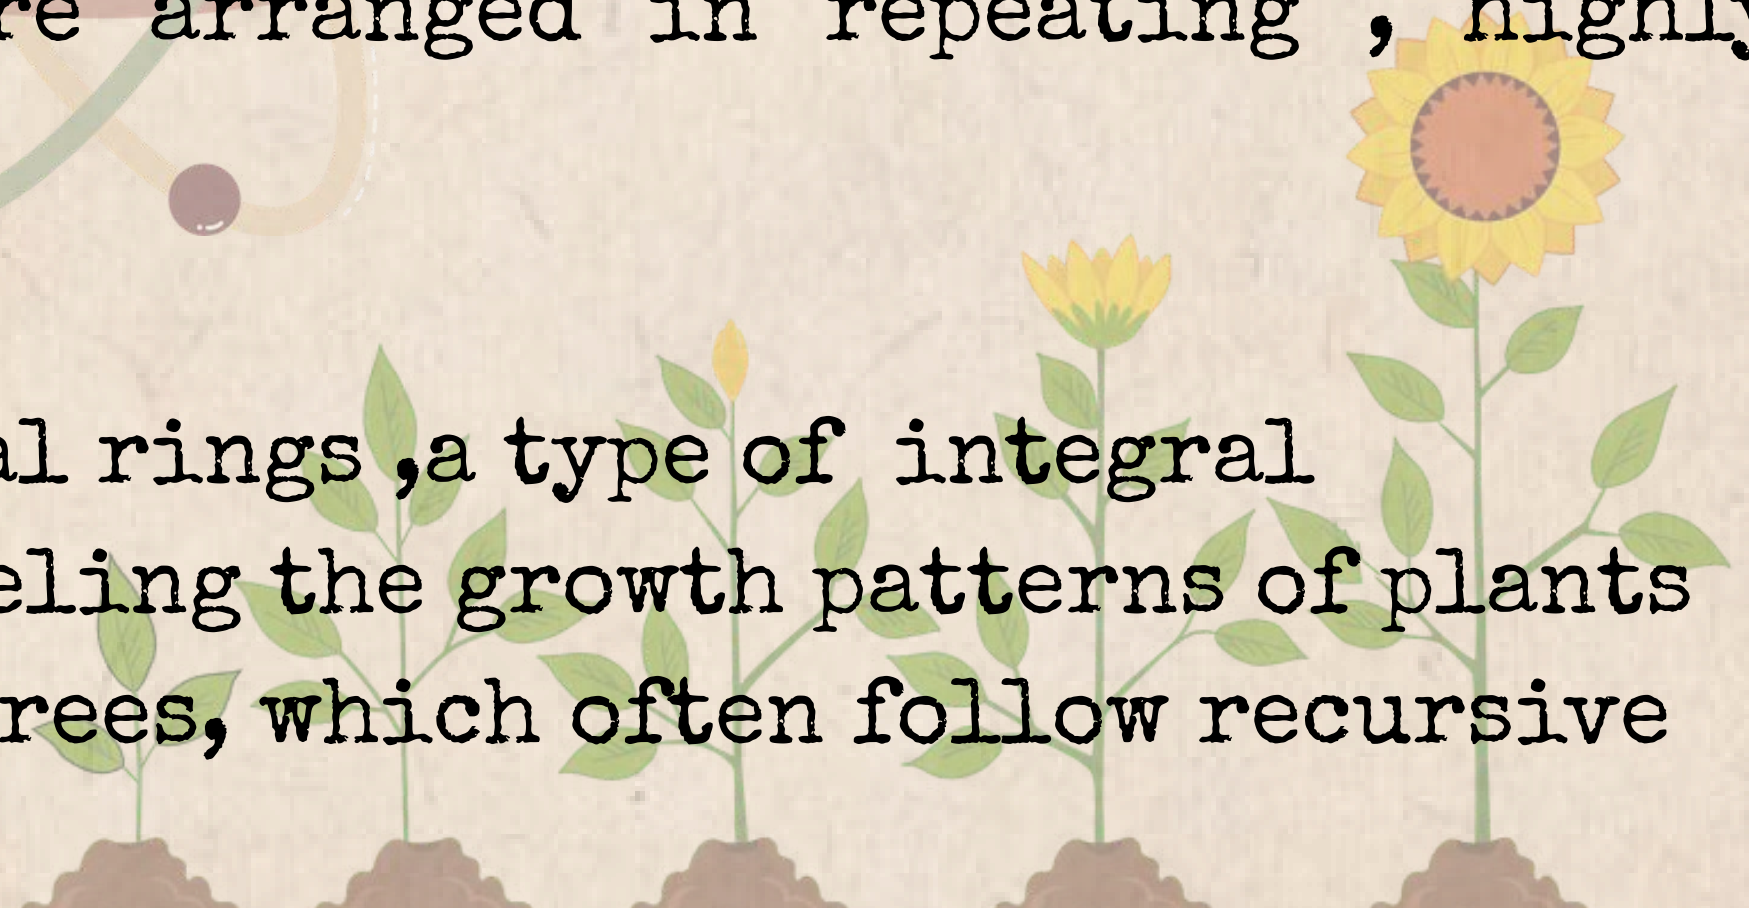 re arranged in repeating , highly
al rings ,a type of integral
eling the growth patterns of plants
rees, which often follow recursive